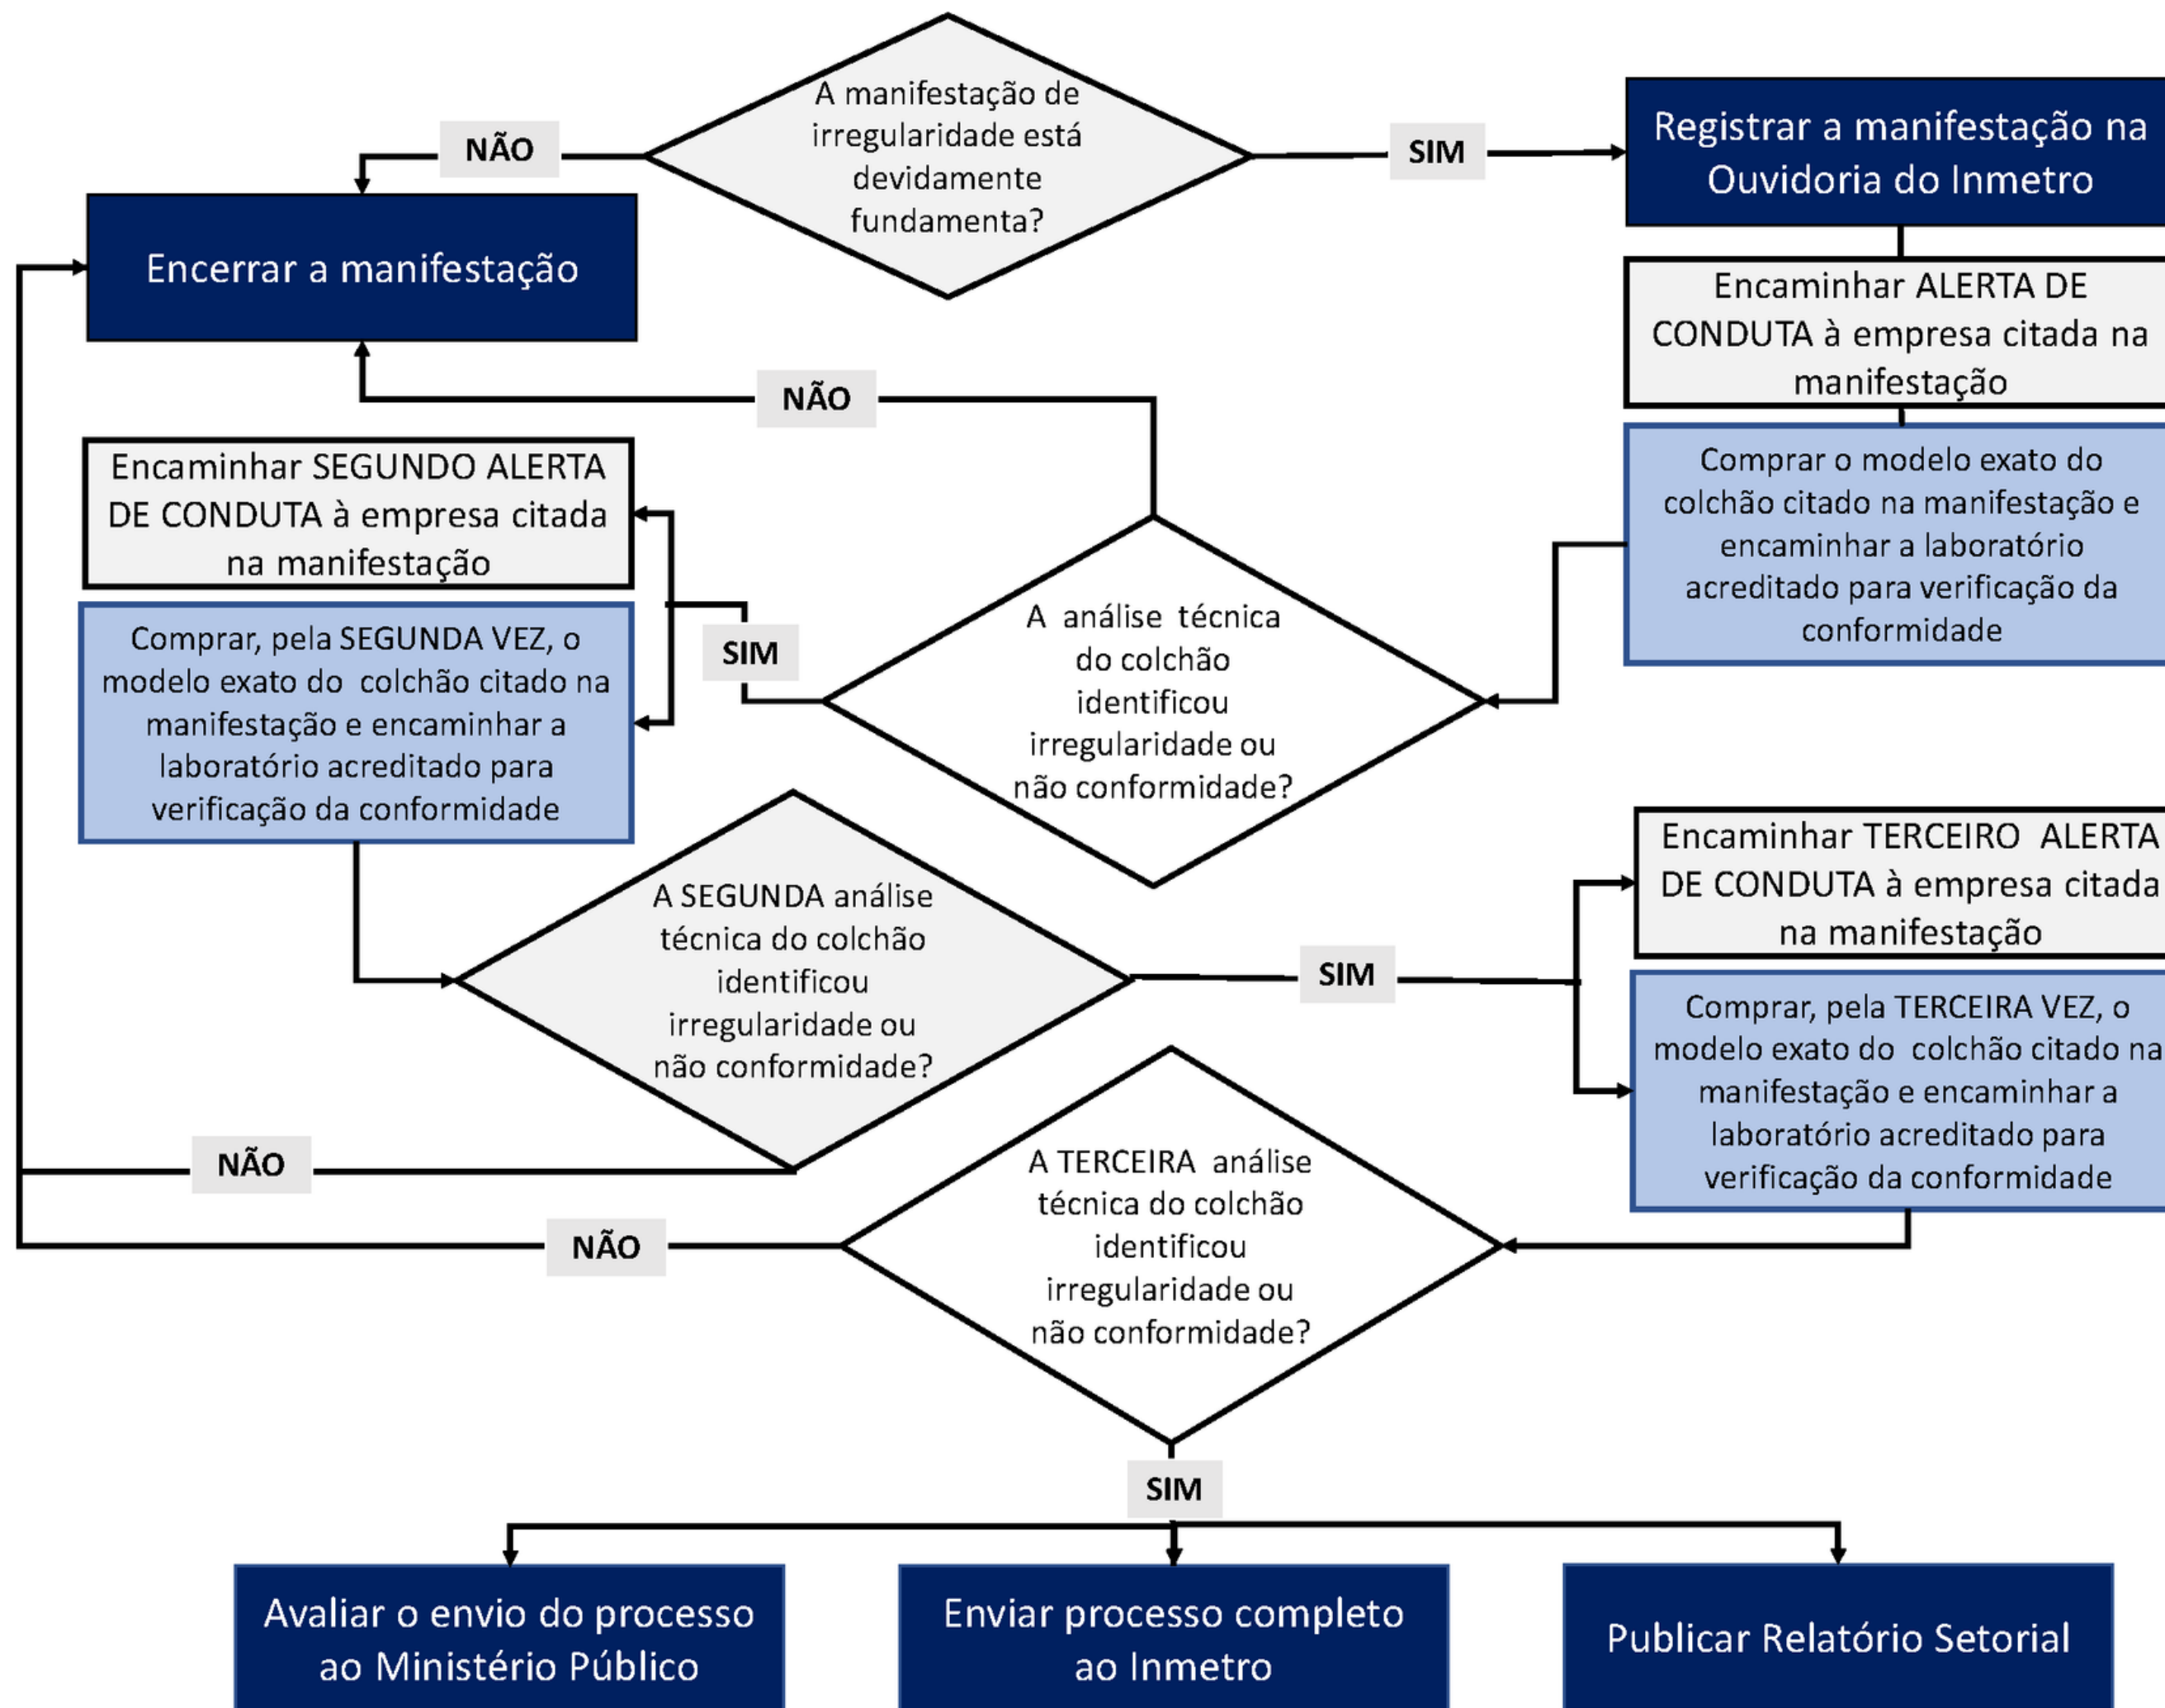 A manifestação de
irregularidade está
devidamente
fundamenta?
NÃO
SIM
Registrar a manifestação na
Ouvidoria do Inmetro
Encerrar a manifestação
Encaminhar ALERTA DE
CONDUTA à empresa citada na
manifestação
NÃO
Comprar o modelo exato do
colchão citado na manifestação e
encaminhar a laboratório
acreditado para verificação da
conformidade
Encaminhar SEGUNDO ALERTA
DE CONDUTA à empresa citada
na manifestação
A análise técnica
do colchão
identificou
irregularidade ou
não conformidade?
SIM
Comprar, pela SEGUNDA VEZ, o
modelo exato do colchão citado na
manifestação e encaminhar a
laboratório acreditado para
verificação da conformidade
A SEGUNDA análise
técnica do colchão
identificou
irregularidade ou
não conformidade?
SIM
Encaminhar TERCEIRO ALERTA
DE CONDUTA à empresa citada
na manifestação
Comprar, pela TERCEIRA VEZ, o
modelo exato do colchão citado na
manifestação e encaminhar a
laboratório acreditado para
verificação da conformidade
NÃO
A TERCEIRA análise
técnica do colchão
identificou
irregularidade ou
não conformidade?
NÃO
SIM
Avaliar o envio do processo
ao Ministério Público
Enviar processo completo
ao Inmetro
Publicar Relatório Setorial